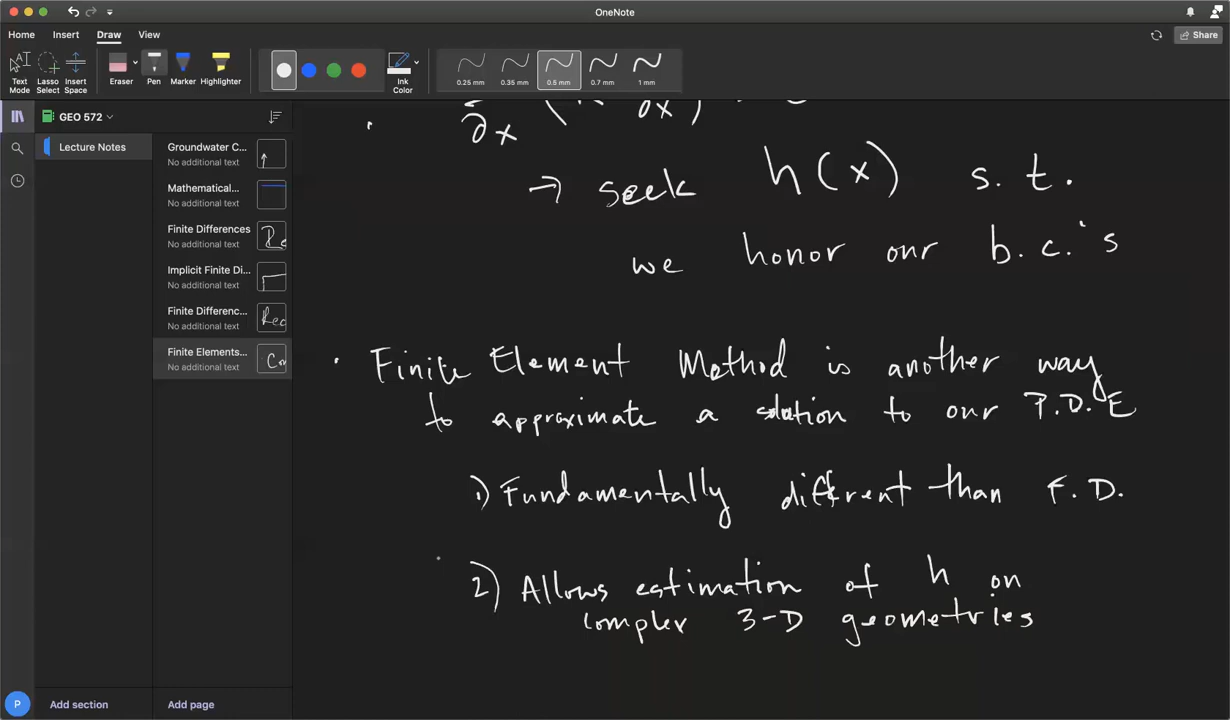 OneNote
Home Insert Draw View
Share
Text Mode
Lasso Select
Insert Space
Eraser
Pen
Marker
Highlighter
Ink Color
0.25 mm
0.35 mm
0.5 mm
0.7 mm
1 mm
GEO 572
Lecture Notes
Groundwater C...
No additional text
Mathematical...
No additional text
Finite Differences
No additional text
Implicit Finite Di...
No additional text
Finite Differenc...
No additional text
Finite Elements...
No additional text
∂x ∂x
→ seek h(x) s.t.
we honor our b.c.'s
· Finite Element Method is another way
to approximate a solution to our P.D.E
1) Fundamentally different than F.D.
2) Allows estimation of h on
complex 3-D geometries
P
Add section
Add page